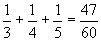 1/3 + 1/4 + 1/5 = 47/60